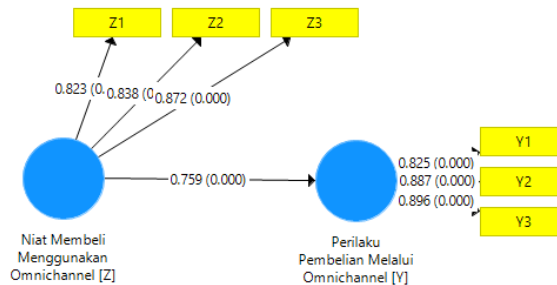 Z1
Z2
Z3
0.823 (0.
0.838 (0.
0.872 (0.000)
0.759 (0.000)
0.825 (0.000)
0.887 (0.000)
0.896 (0.000)
Y1
Y2
Y3
Niat Membeli
Menggunakan
Omnichannel [Z]
Perilaku
Pembelian Melalui
Omnichannel [Y]